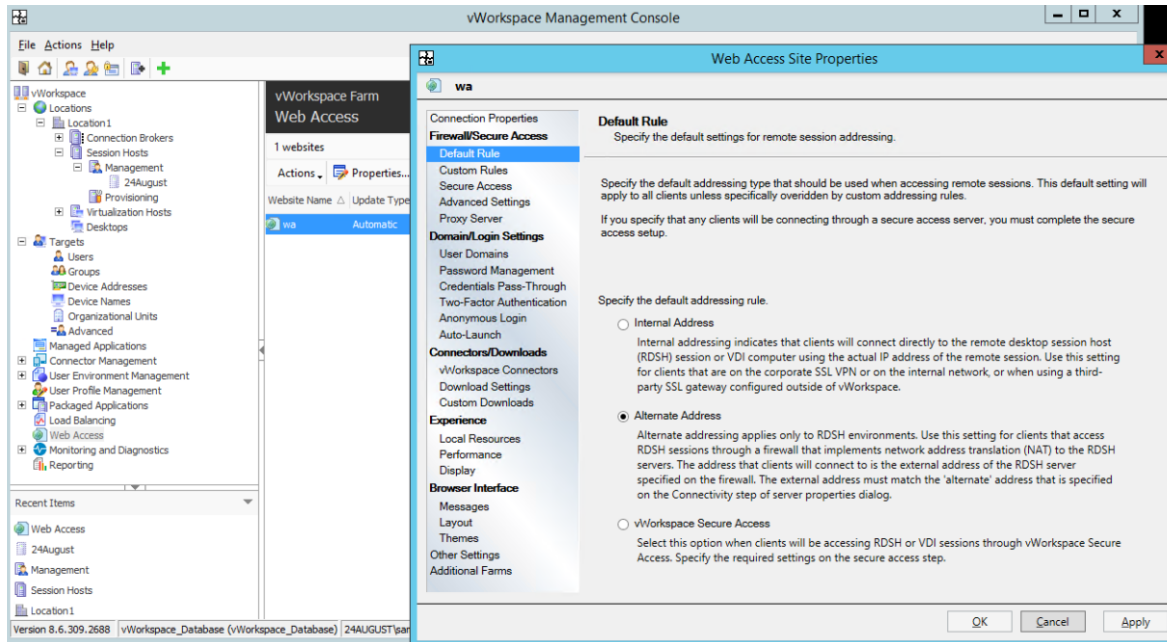 vWorkspace Management Console
File Actions Help
vWorkspace
Locations
Location1
Connection Brokers
Session Hosts
Management
24August
Provisioning
Virtualization Hosts
Desktops
Targets
Users
Groups
Device Addresses
Device Names
Organizational Units
Advanced
Managed Applications
Connector Management
User Environment Management
User Profile Management
Packaged Applications
Load Balancing
Web Access
Monitoring and Diagnostics
Reporting
Recent Items
Web Access
24August
Management
Session Hosts
Location1
Version 8.6.309.2688 vWorkspace_Database (vWorkspace_Database) 24AUGUST\sar
vWorkspace Farm
Web Access
1 websites
Actions Properties...
Website Name Update Type
wa Automatic
Web Access Site Properties
wa
Connection Properties
Firewall/Secure Access
Default Rule
Custom Rules
Secure Access
Advanced Settings
Proxy Server
Domain/Login Settings
User Domains
Password Management
Credentials Pass-Through
Two-Factor Authentication
Anonymous Login
Auto-Launch
Connectors/Downloads
vWorkspace Connectors
Download Settings
Custom Downloads
Experience
Local Resources
Performance
Display
Browser Interface
Messages
Layout
Themes
Other Settings
Additional Farms
Default Rule
Specify the default settings for remote session addressing.
Specify the default addressing type that should be used when accessing remote sessions. This default setting will
apply to all clients unless specifically overidden by custom addressing rules.
If you specify that any clients will be connecting through a secure access server, you must complete the secure
access setup.
Specify the default addressing rule.
Internal Address
Internal addressing indicates that clients will connect directly to the remote desktop session host
(RDSH) session or VDI computer using the actual IP address of the remote session. Use this setting
for clients that are on the corporate SSL VPN or on the internal network, or when using a third-
party SSL gateway configured outside of vWorkspace.
Alternate Address
Alternate addressing applies only to RDSH environments. Use this setting for clients that access
RDSH sessions through a firewall that implements network address translation (NAT) to the RDSH
servers. The address that clients will connect to is the external address of the RDSH server
specified on the firewall. The external address must match the 'alternate' address that is specified
on the Connectivity step of server properties dialog.
vWorkspace Secure Access
Select this option when clients will be accessing RDSH or VDI sessions through vWorkspace Secure
Access. Specify the required settings on the secure access step.
OK Cancel Apply